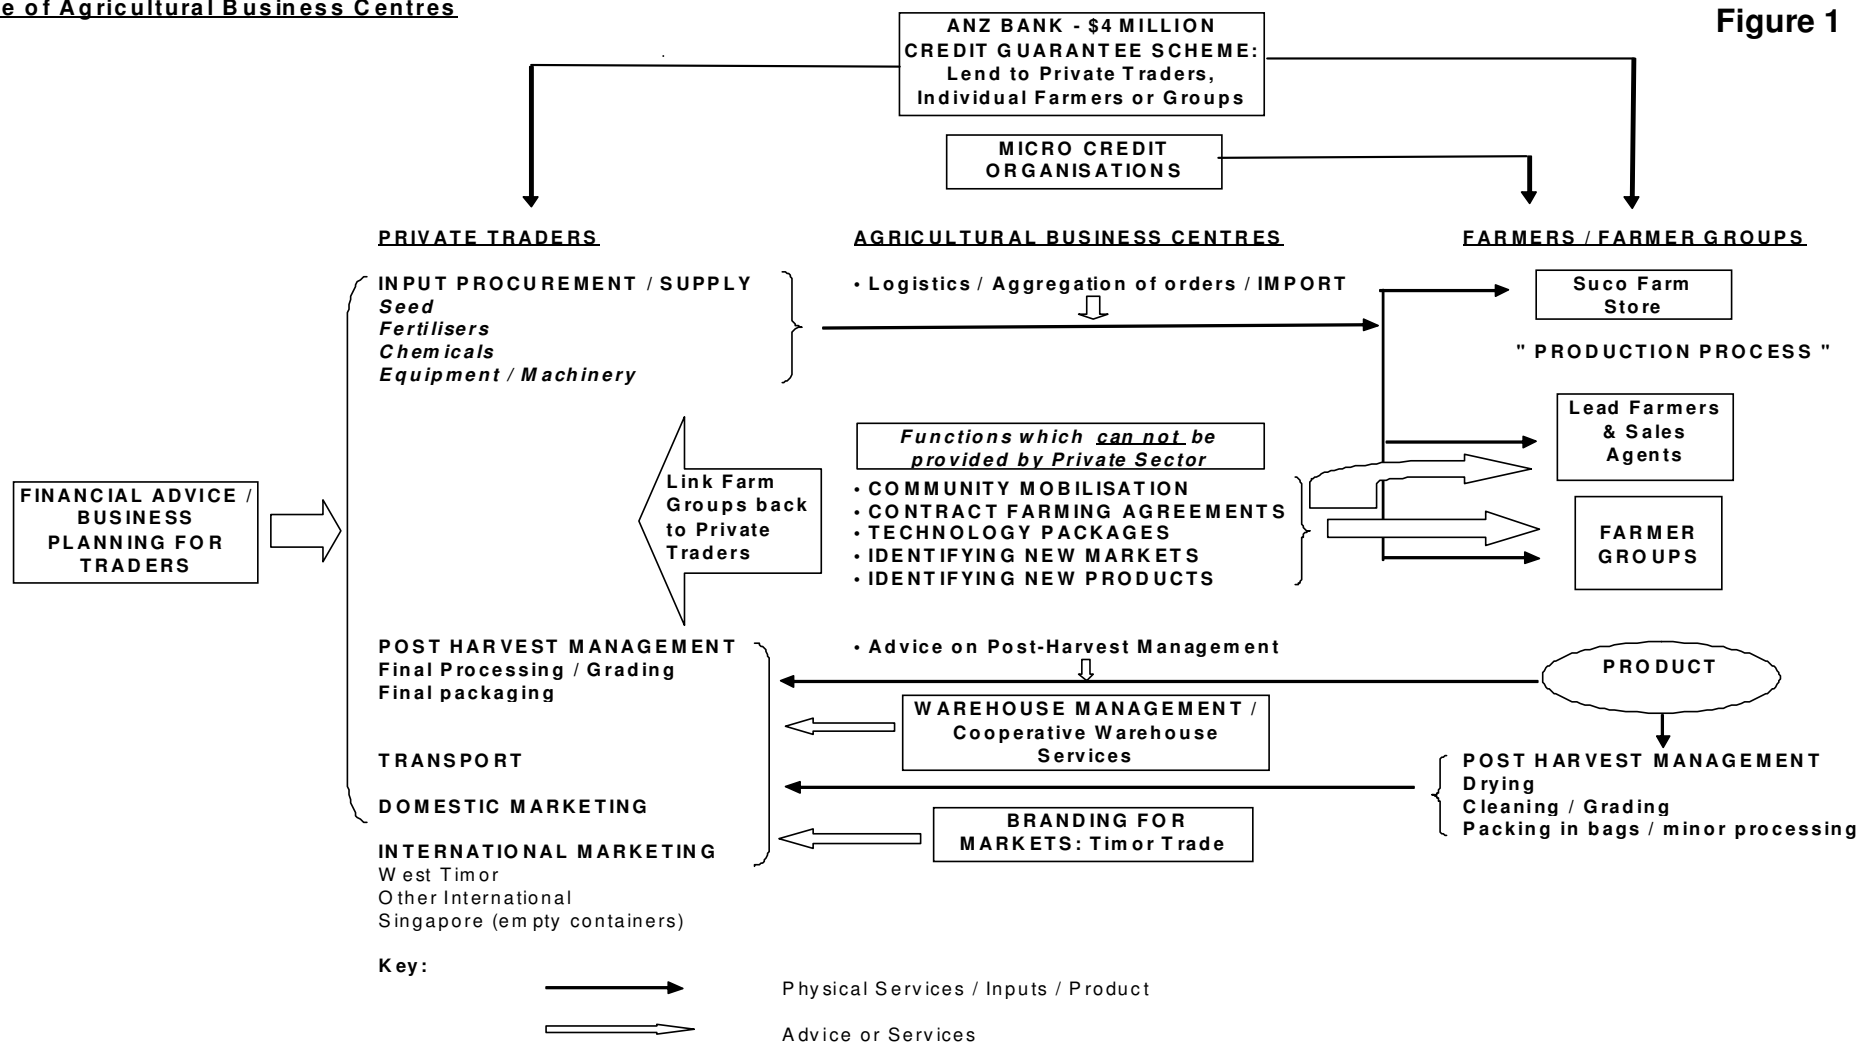 e of Agricultural Business Centres
Figure 1
ANZ BANK - $4 MILLION
CREDIT GUARANTEE SCHEME:
Lend to Private Traders,
Individual Farmers or Groups
MICRO CREDIT
ORGANISATIONS
PRIVATE TRADERS
AGRICULTURAL BUSINESS CENTRES
FARMERS / FARMER GROUPS
INPUT PROCUREMENT / SUPPLY
Seed
Fertilisers
Chemicals
Equipment / Machinery
• Logistics / Aggregation of orders / IMPORT
Suco Farm
Store
" PRODUCTION PROCESS "
Lead Farmers
& Sales
Agents
Functions which can not be
provided by Private Sector
• COMMUNITY MOBILISATION
• CONTRACT FARMING AGREEMENTS
• TECHNOLOGY PACKAGES
• IDENTIFYING NEW MARKETS
• IDENTIFYING NEW PRODUCTS
Link Farm
Groups back
to Private
Traders
FINANCIAL ADVICE /
BUSINESS
PLANNING FOR
TRADERS
FARMER
GROUPS
POST HARVEST MANAGEMENT
Final Processing / Grading
Final packaging
• Advice on Post-Harvest Management
PRODUCT
WAREHOUSE MANAGEMENT /
Cooperative Warehouse
Services
TRANSPORT
DOMESTIC MARKETING
POST HARVEST MANAGEMENT
Drying
Cleaning / Grading
Packing in bags / minor processing
BRANDING FOR
MARKETS: Timor Trade
INTERNATIONAL MARKETING
West Timor
Other International
Singapore (empty containers)
Key:
Physical Services / Inputs / Product
Advice or Services